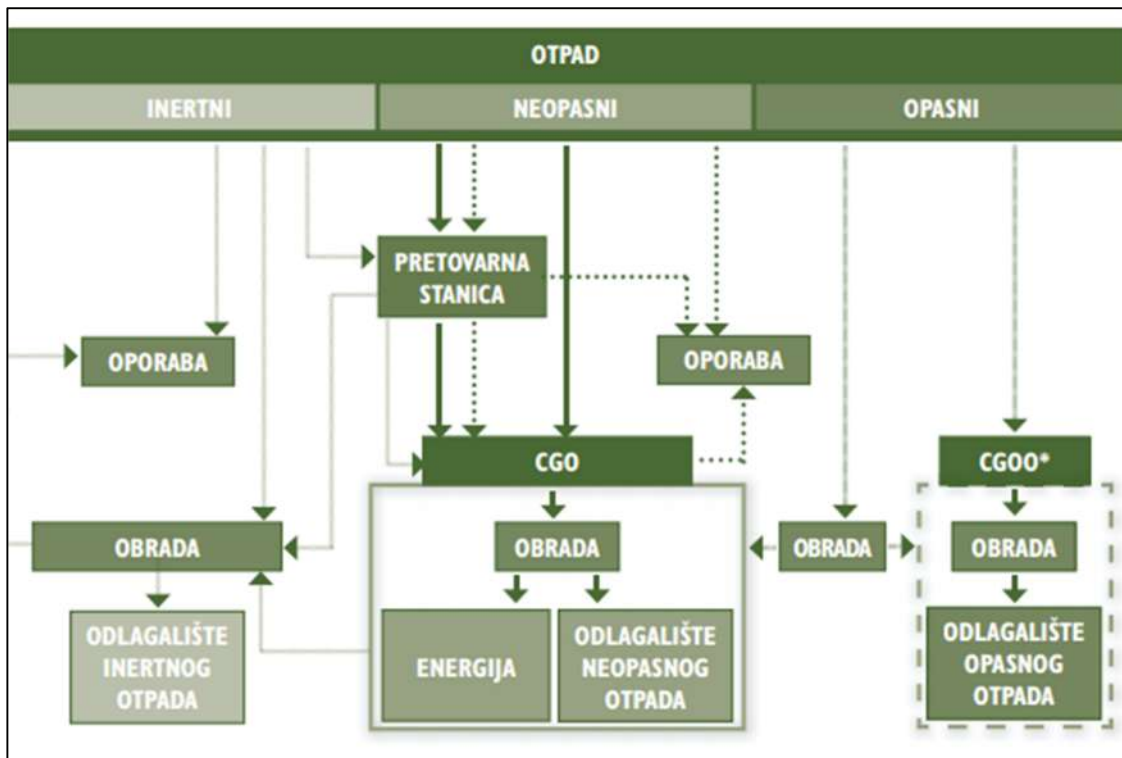 OTPAD
INERTNI
NEOPASNI
OPASNI
PRETOVARNA
STANICA
OPORABA
OPORABA
CGO
CGOO*
OBRADA
OBRADA
OBRADA
OBRADA
ODLAGALIŠTE
INERTNOG
OTPADA
ENERGIJA
ODLAGALIŠTE
NEOPASNOG
OTPADA
ODLAGALIŠTE
OPASNOG
OTPADA